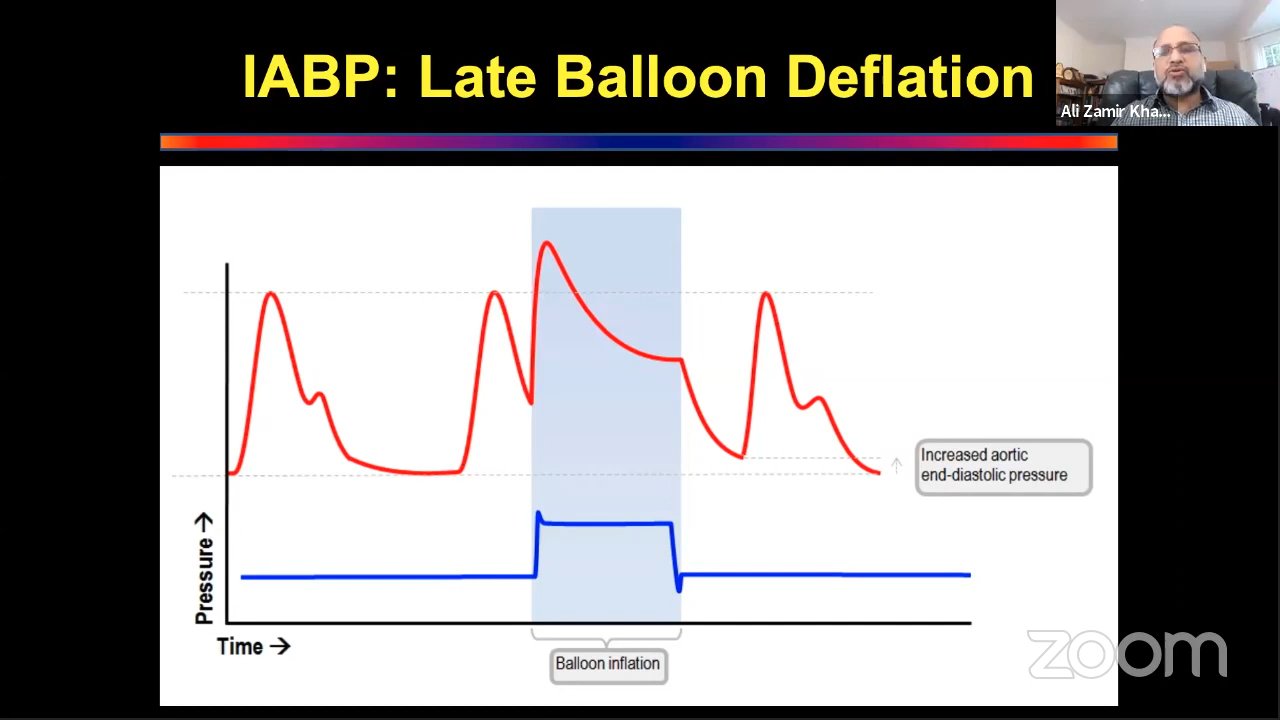 IABP: Late Balloon Deflation
Ali Zamir Kha...
Increased aortic
end-diastolic pressure
Pressure →
Time →
Balloon inflation
zoom